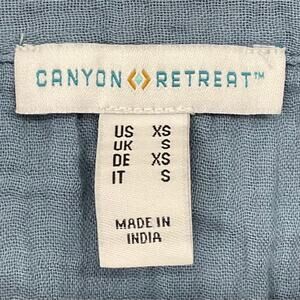 CANYON RETREAT™
US XS
UK S
DE XS
IT S
MADE IN
INDIA